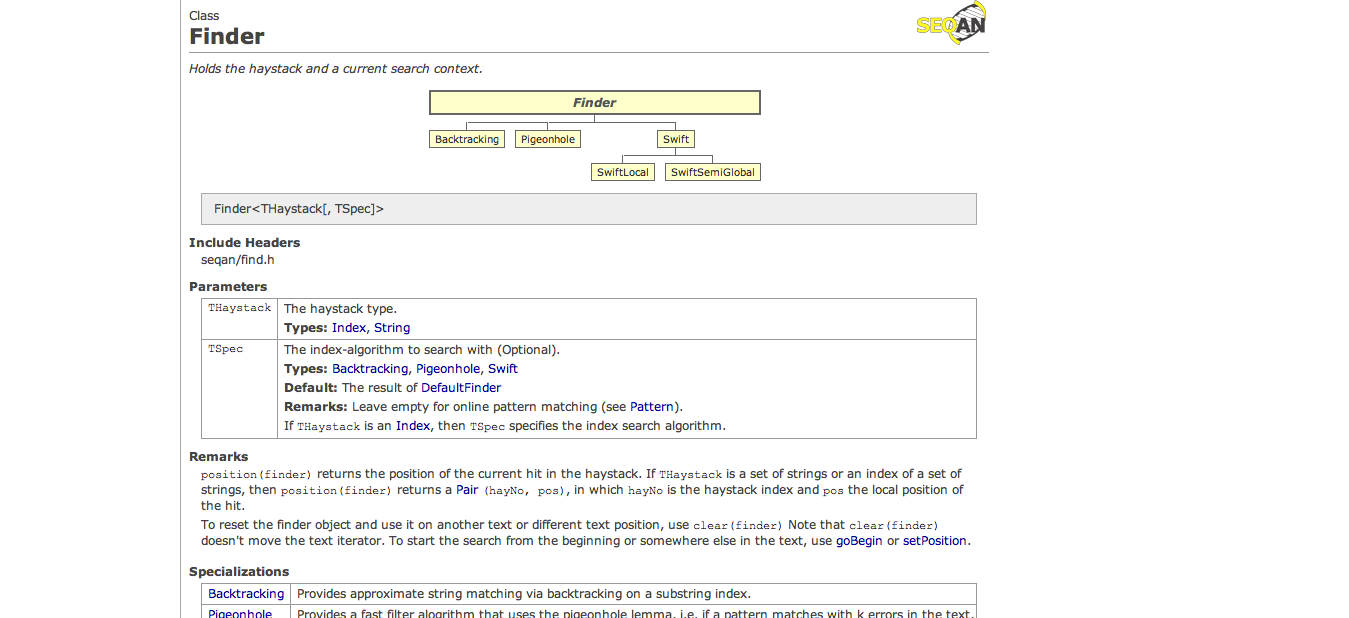 Class
Finder
SEQAN
Holds the haystack and a current search context.
Finder
Backtracking Pigeonhole Swift
SwiftLocal SwiftSemiGlobal
Finder<THaystack[, TSpec]>
Include Headers
seqan/find.h
Parameters
THaystack The haystack type.
Types: Index, String
TSpec The index-algorithm to search with (Optional).
Types: Backtracking, Pigeonhole, Swift
Default: The result of DefaultFinder
Remarks: Leave empty for online pattern matching (see Pattern).
If THaystack is an Index, then TSpec specifies the index search algorithm.
Remarks
position(finder) returns the position of the current hit in the haystack. If THaystack is a set of strings or an index of a set of
strings, then position(finder) returns a Pair (hayNo, pos), in which hayNo is the haystack index and pos the local position of
the hit.
To reset the finder object and use it on another text or different text position, use clear(finder) Note that clear(finder)
doesn't move the text iterator. To start the search from the beginning or somewhere else in the text, use goBegin or setPosition.
Specializations
Backtracking Provides approximate string matching via backtracking on a substring index.
Pigeonhole Provides a fast filter algorithm that uses the pigeonhole lemma, i.e. if a pattern matches with k errors in the text,